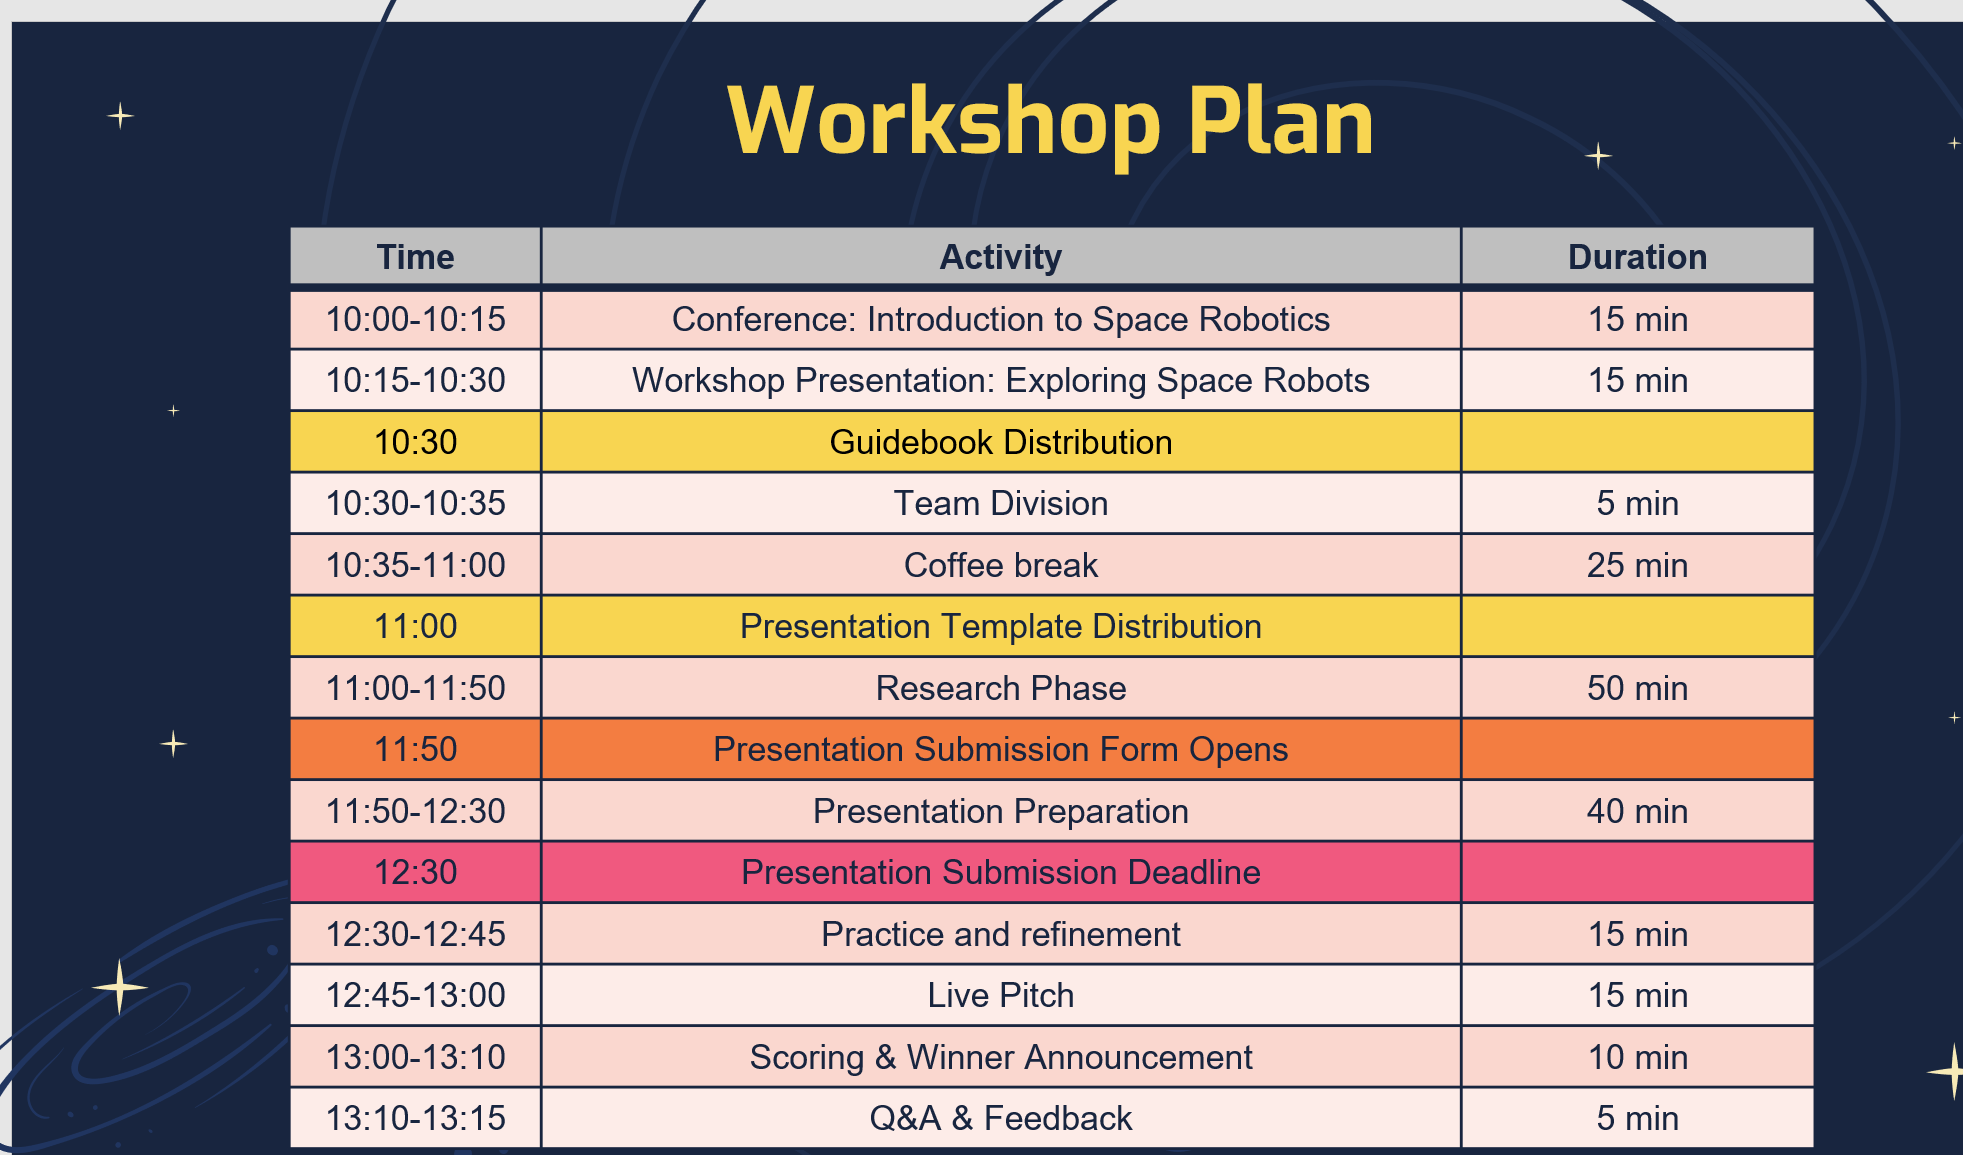 Workshop Plan
Time Activity Duration
10:00-10:15 Conference: Introduction to Space Robotics 15 min
10:15-10:30 Workshop Presentation: Exploring Space Robots 15 min
10:30 Guidebook Distribution
10:30-10:35 Team Division 5 min
10:35-11:00 Coffee break 25 min
11:00 Presentation Template Distribution
11:00-11:50 Research Phase 50 min
11:50 Presentation Submission Form Opens
11:50-12:30 Presentation Preparation 40 min
12:30 Presentation Submission Deadline
12:30-12:45 Practice and refinement 15 min
12:45-13:00 Live Pitch 15 min
13:00-13:10 Scoring & Winner Announcement 10 min
13:10-13:15 Q&A & Feedback 5 min